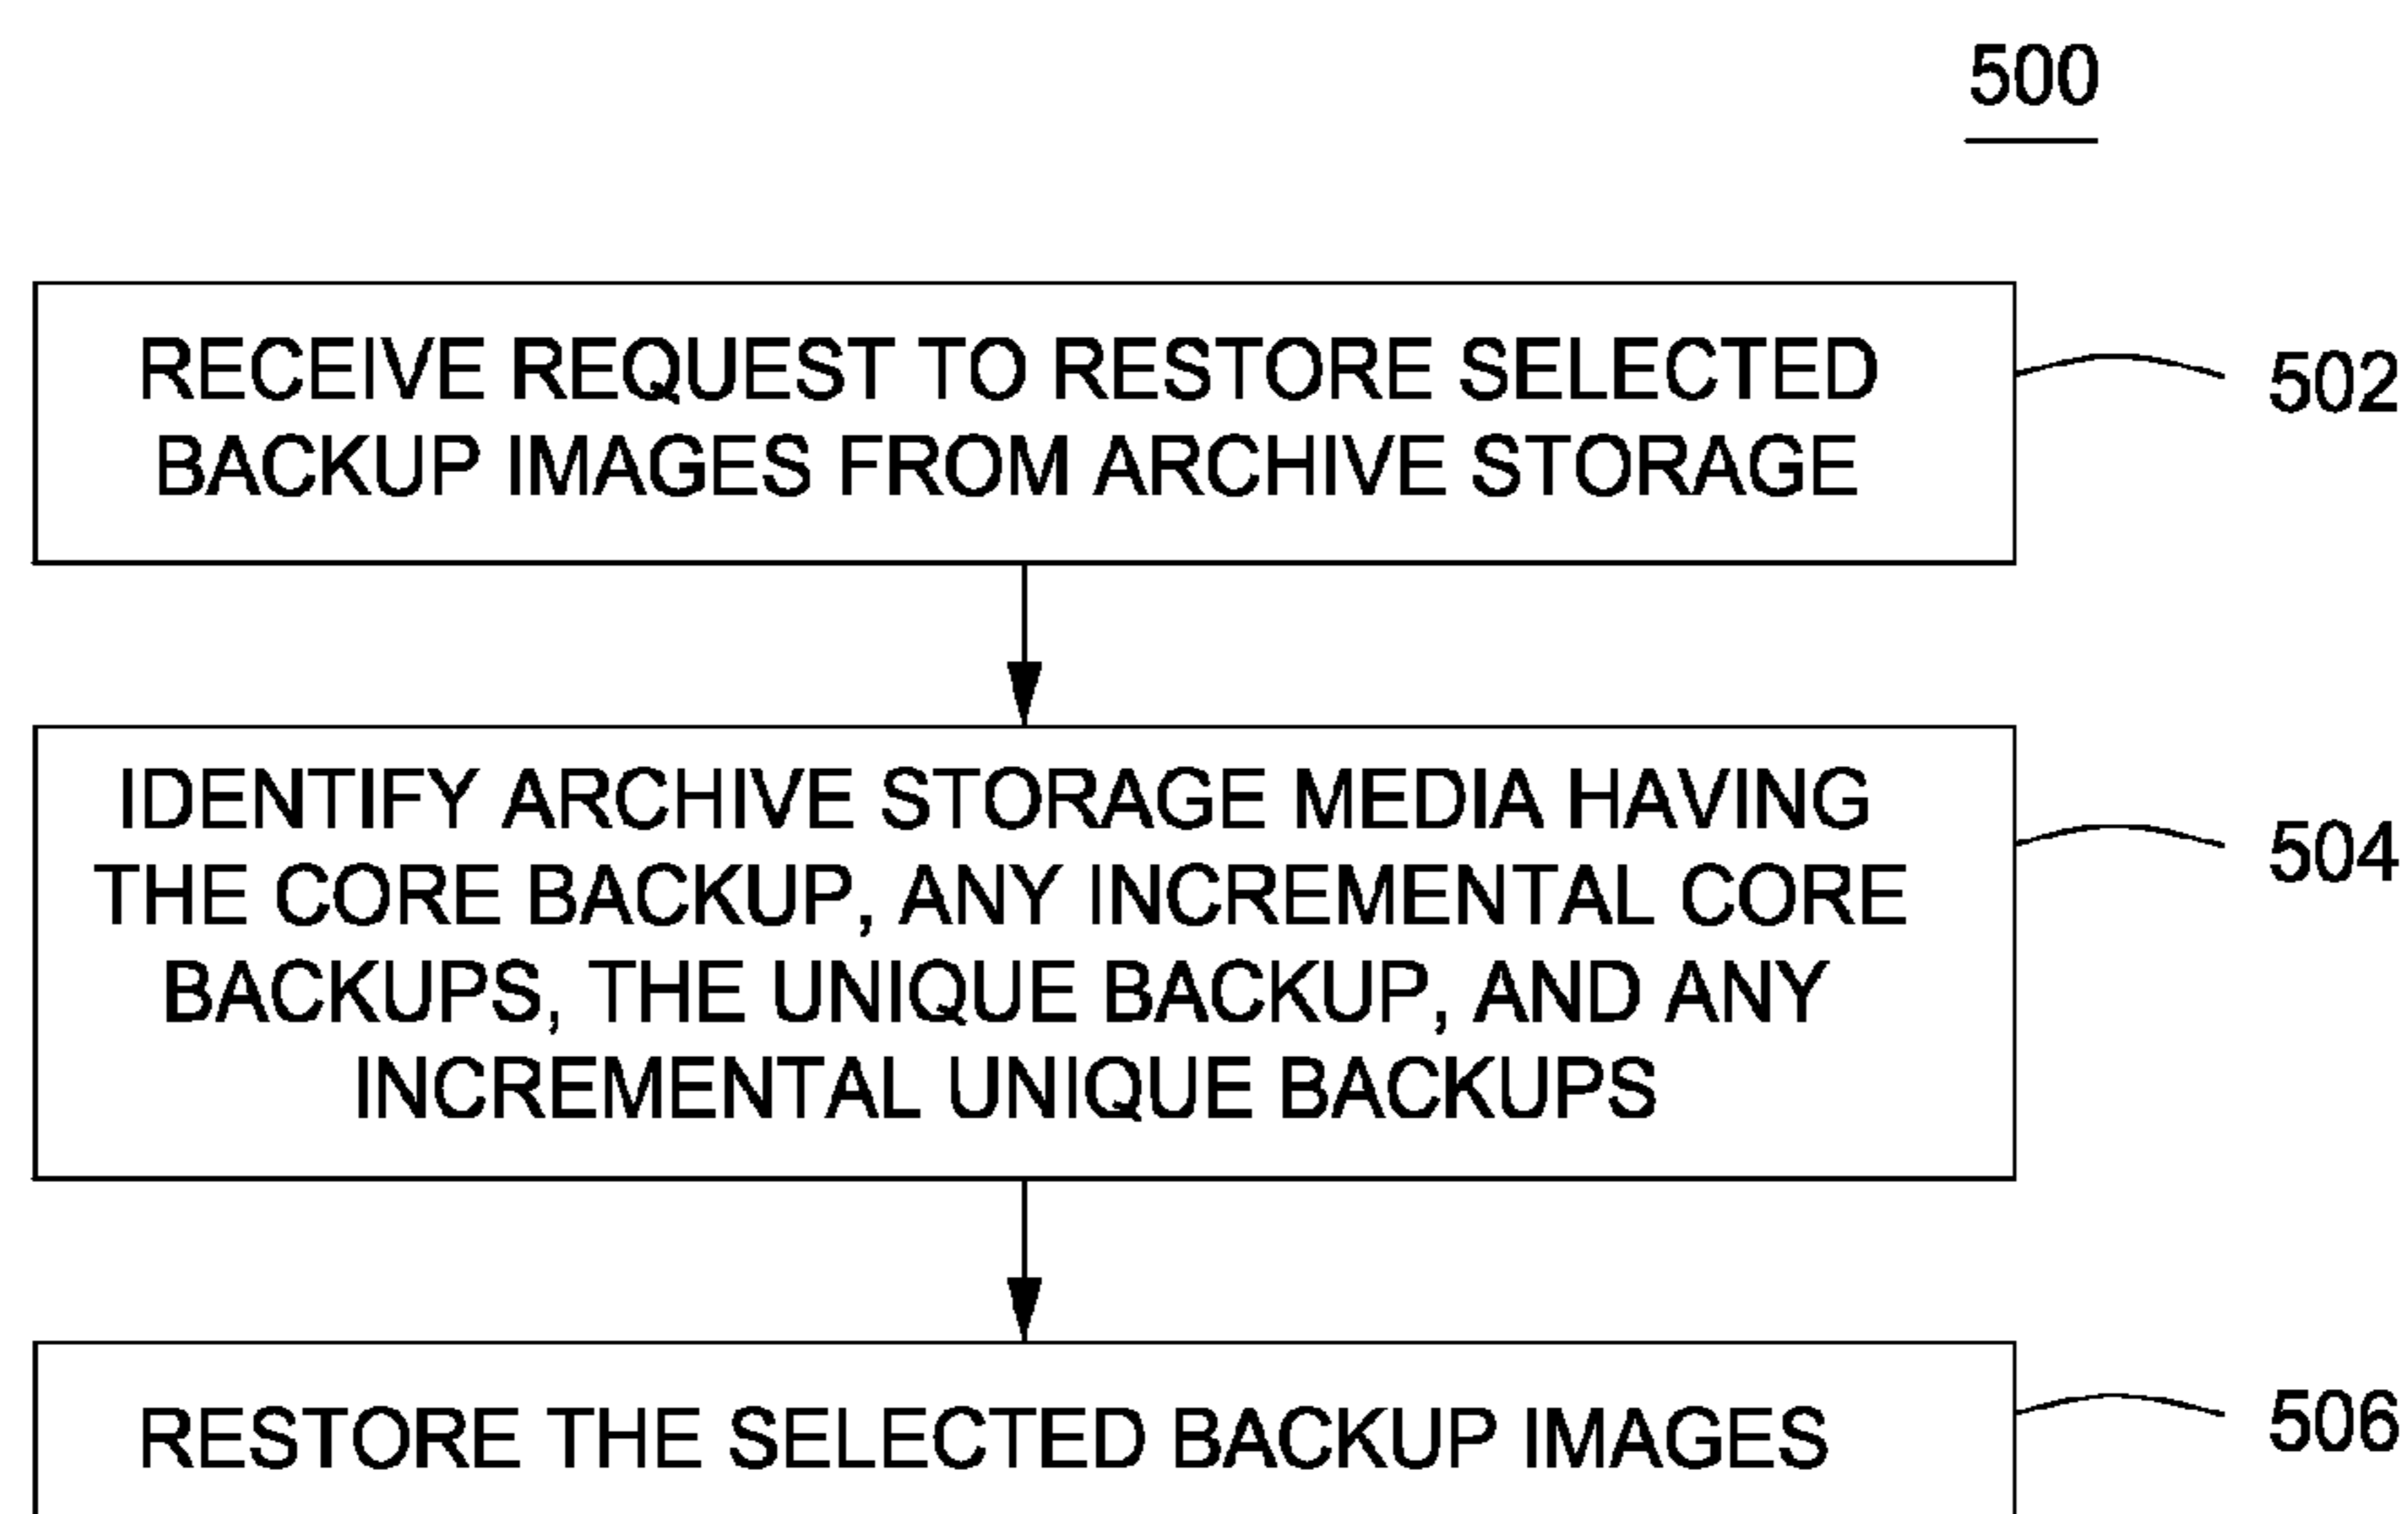 500
RECEIVE REQUEST TO RESTORE SELECTED
BACKUP IMAGES FROM ARCHIVE STORAGE
502
IDENTIFY ARCHIVE STORAGE MEDIA HAVING
THE CORE BACKUP, ANY INCREMENTAL CORE
BACKUPS, THE UNIQUE BACKUP, AND ANY
INCREMENTAL UNIQUE BACKUPS
504
RESTORE THE SELECTED BACKUP IMAGES
506